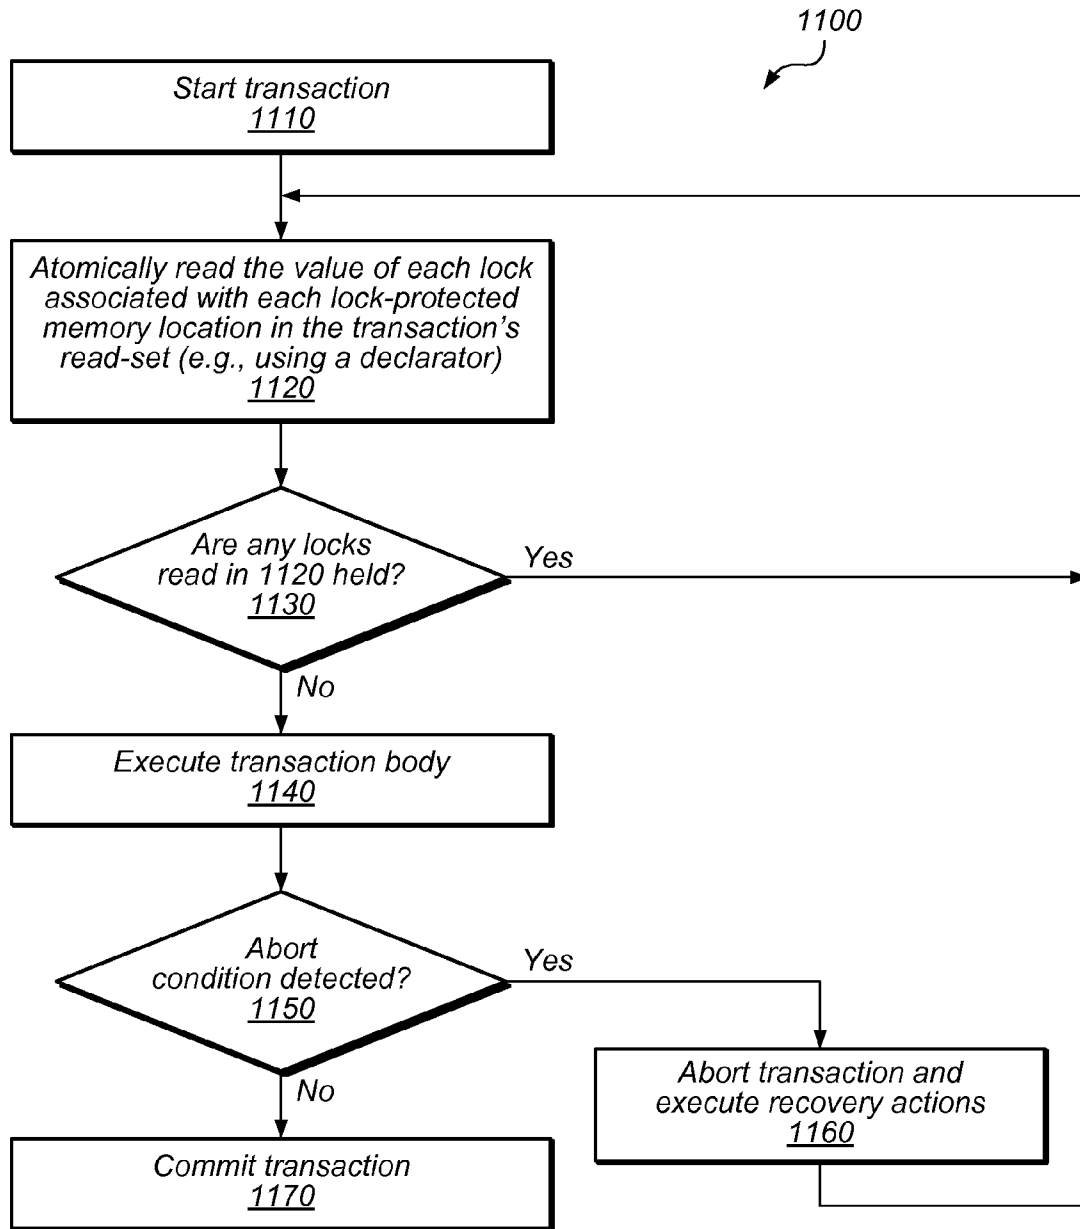 1100
Start transaction
1110
Atomically read the value of each lock
associated with each lock-protected
memory location in the transaction's
read-set (e.g., using a declarator)
1120
Are any locks
read in 1120 held?
1130
Yes
No
Execute transaction body
1140
Abort
condition detected?
1150
Yes
No
Abort transaction and
execute recovery actions
1160
Commit transaction
1170